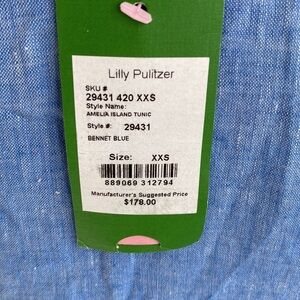 Lilly Pulitzer
SKU #
29431 420 XXS
Style Name:
AMELIA ISLAND TUNIC
Style #: 29431
BENNET BLUE
Size: XXS
889069 312794
Manufacturer's Suggested Price
$178.00